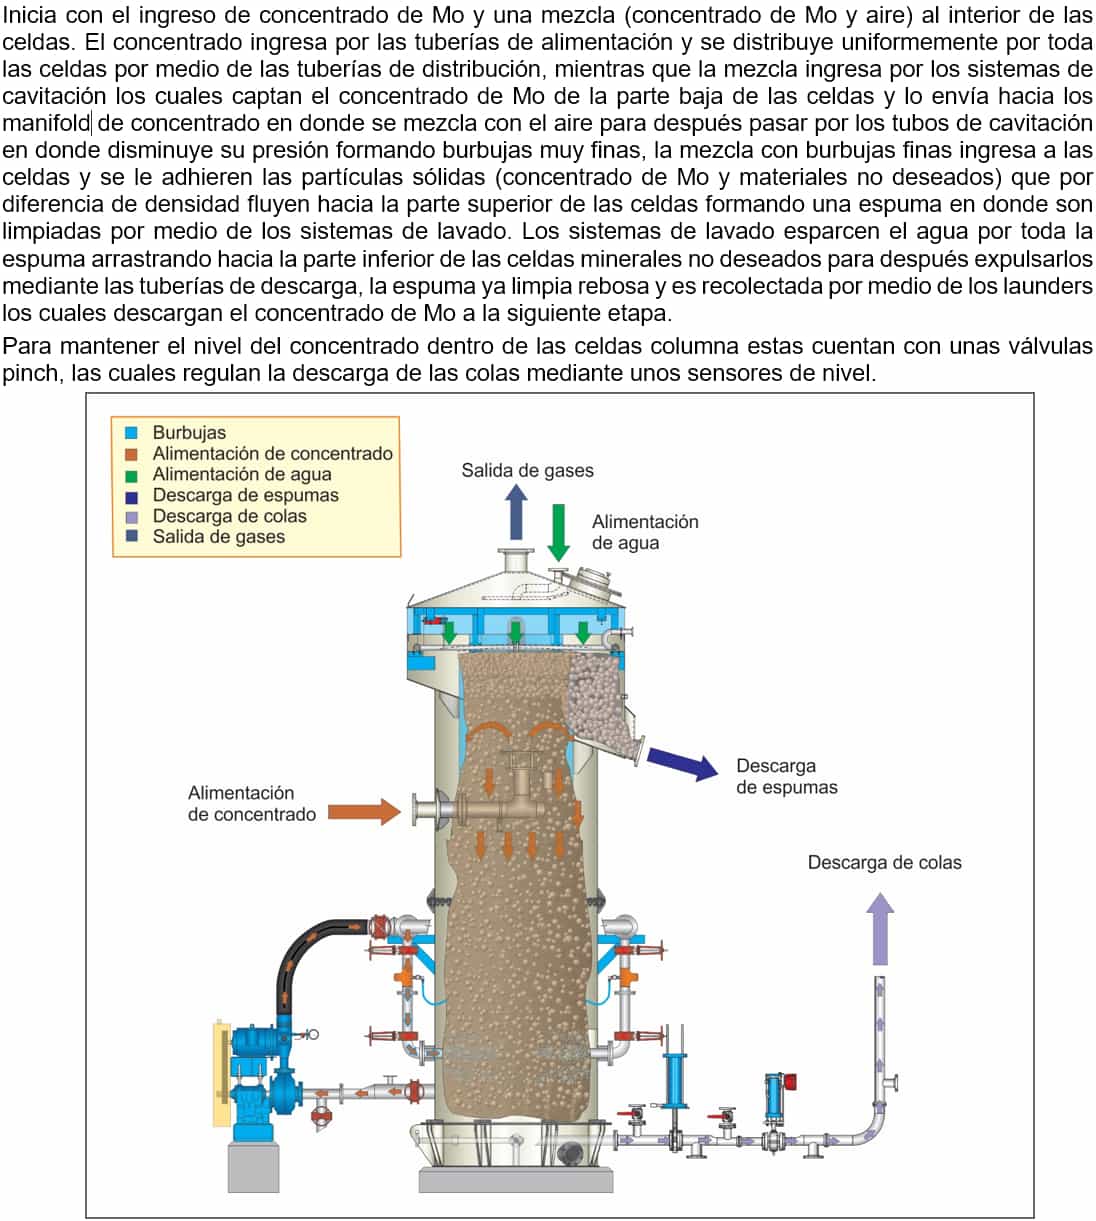 Inicia con el ingreso de concentrado de Mo y una mezcla (concentrado de Mo y aire) al interior de las
celdas. El concentrado ingresa por las tuberías de alimentación y se distribuye uniformemente por toda
las celdas por medio de las tuberías de distribución, mientras que la mezcla ingresa por los sistemas de
cavitación los cuales captan el concentrado de Mo de la parte baja de las celdas y lo envía hacia los
manifold de concentrado en donde se mezcla con el aire para después pasar por los tubos de cavitación
en donde disminuye su presión formando burbujas muy finas, la mezcla con burbujas finas ingresa a las
celdas y se le adhieren las partículas sólidas (concentrado de Mo y materiales no deseados) que por
diferencia de densidad fluyen hacia la parte superior de las celdas formando una espuma en donde son
limpiadas por medio de los sistemas de lavado. Los sistemas de lavado esparcen el agua por toda la
espuma arrastrando hacia la parte inferior de las celdas minerales no deseados para después expulsarlos
mediante las tuberías de descarga, la espuma ya limpia rebosa y es recolectada por medio de los launders
los cuales descargan el concentrado de Mo a la siguiente etapa.
Para mantener el nivel del concentrado dentro de las celdas columna estas cuentan con unas válvulas
pinch, las cuales regulan la descarga de las colas mediante unos sensores de nivel.
Burbujas
Alimentación de concentrado
Alimentación de agua
Descarga de espumas
Descarga de colas
Salida de gases
Salida de gases
Alimentación
de agua
Descarga
de espumas
Alimentación
de concentrado
Descarga de colas